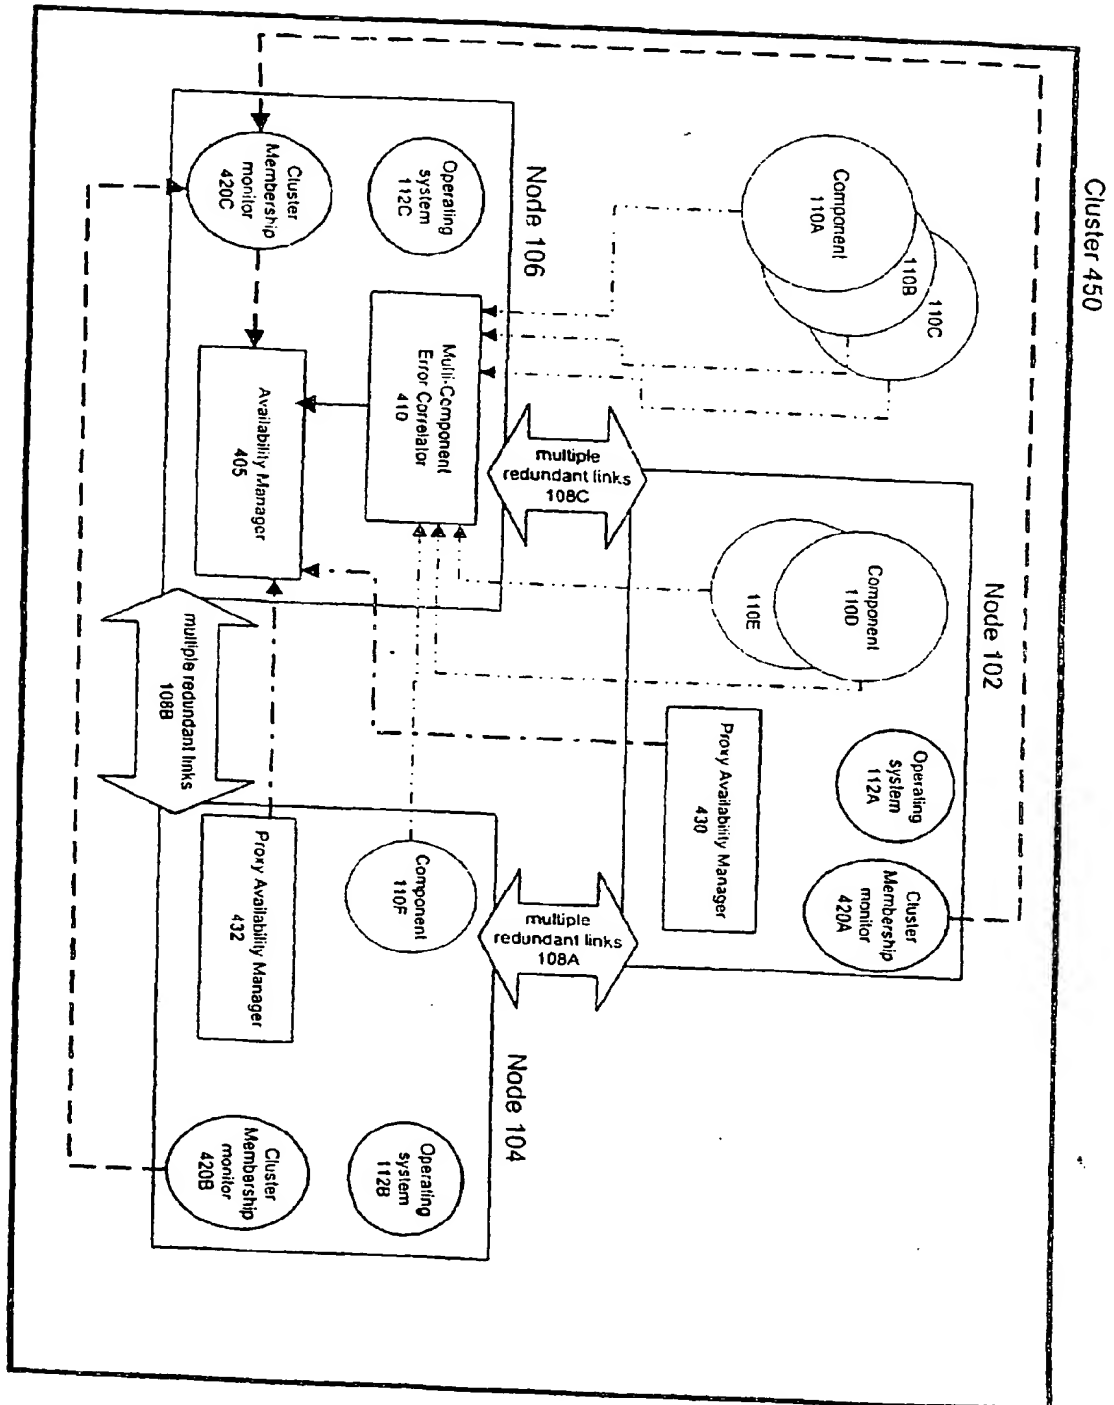 Cluster 450
Component
110A
110B
110C
Node 102
Component
110D
110E
Operating
system
112A
Cluster
Membership
monitor
420A
Proxy Availability Manager
430
multiple
redundant links
108C
multiple
redundant links
108A
Node 106
Operating
system
112C
Cluster
Membership
monitor
420C
Multi-Component
Error Correlator
410
Availability Manager
405
multiple redundant links
108B
Node 104
Component
110F
Operating
system
112B
Proxy Availability Manager
432
Cluster
Membership
monitor
420B